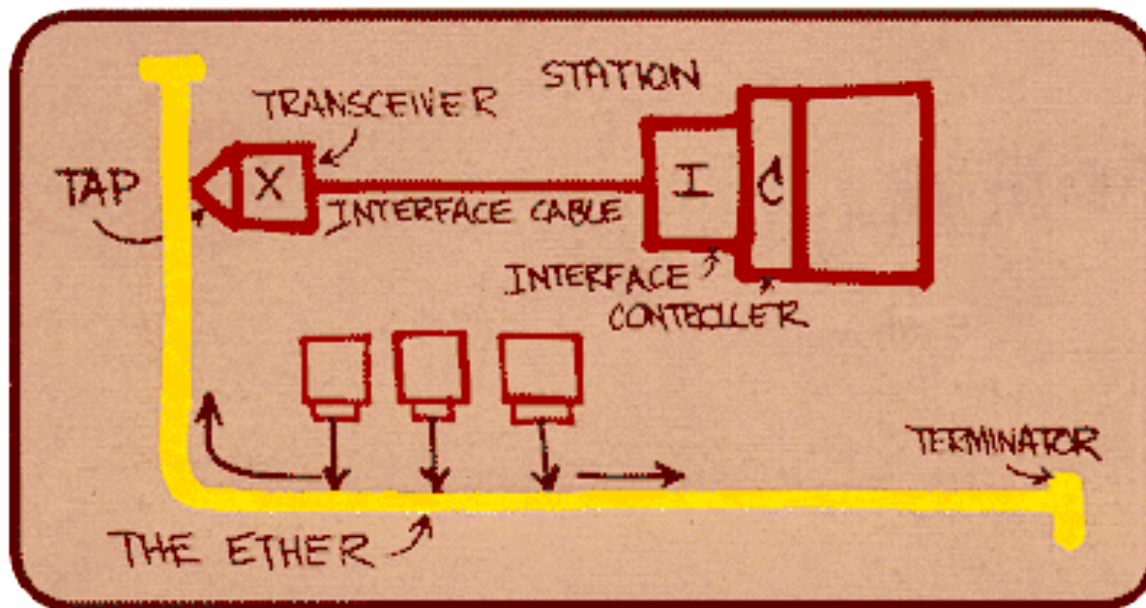 STATION
TRANSCEIVER
TAP
X
I
C
INTERFACE CABLE
INTERFACE
CONTROLLER
TERMINATOR
THE ETHER